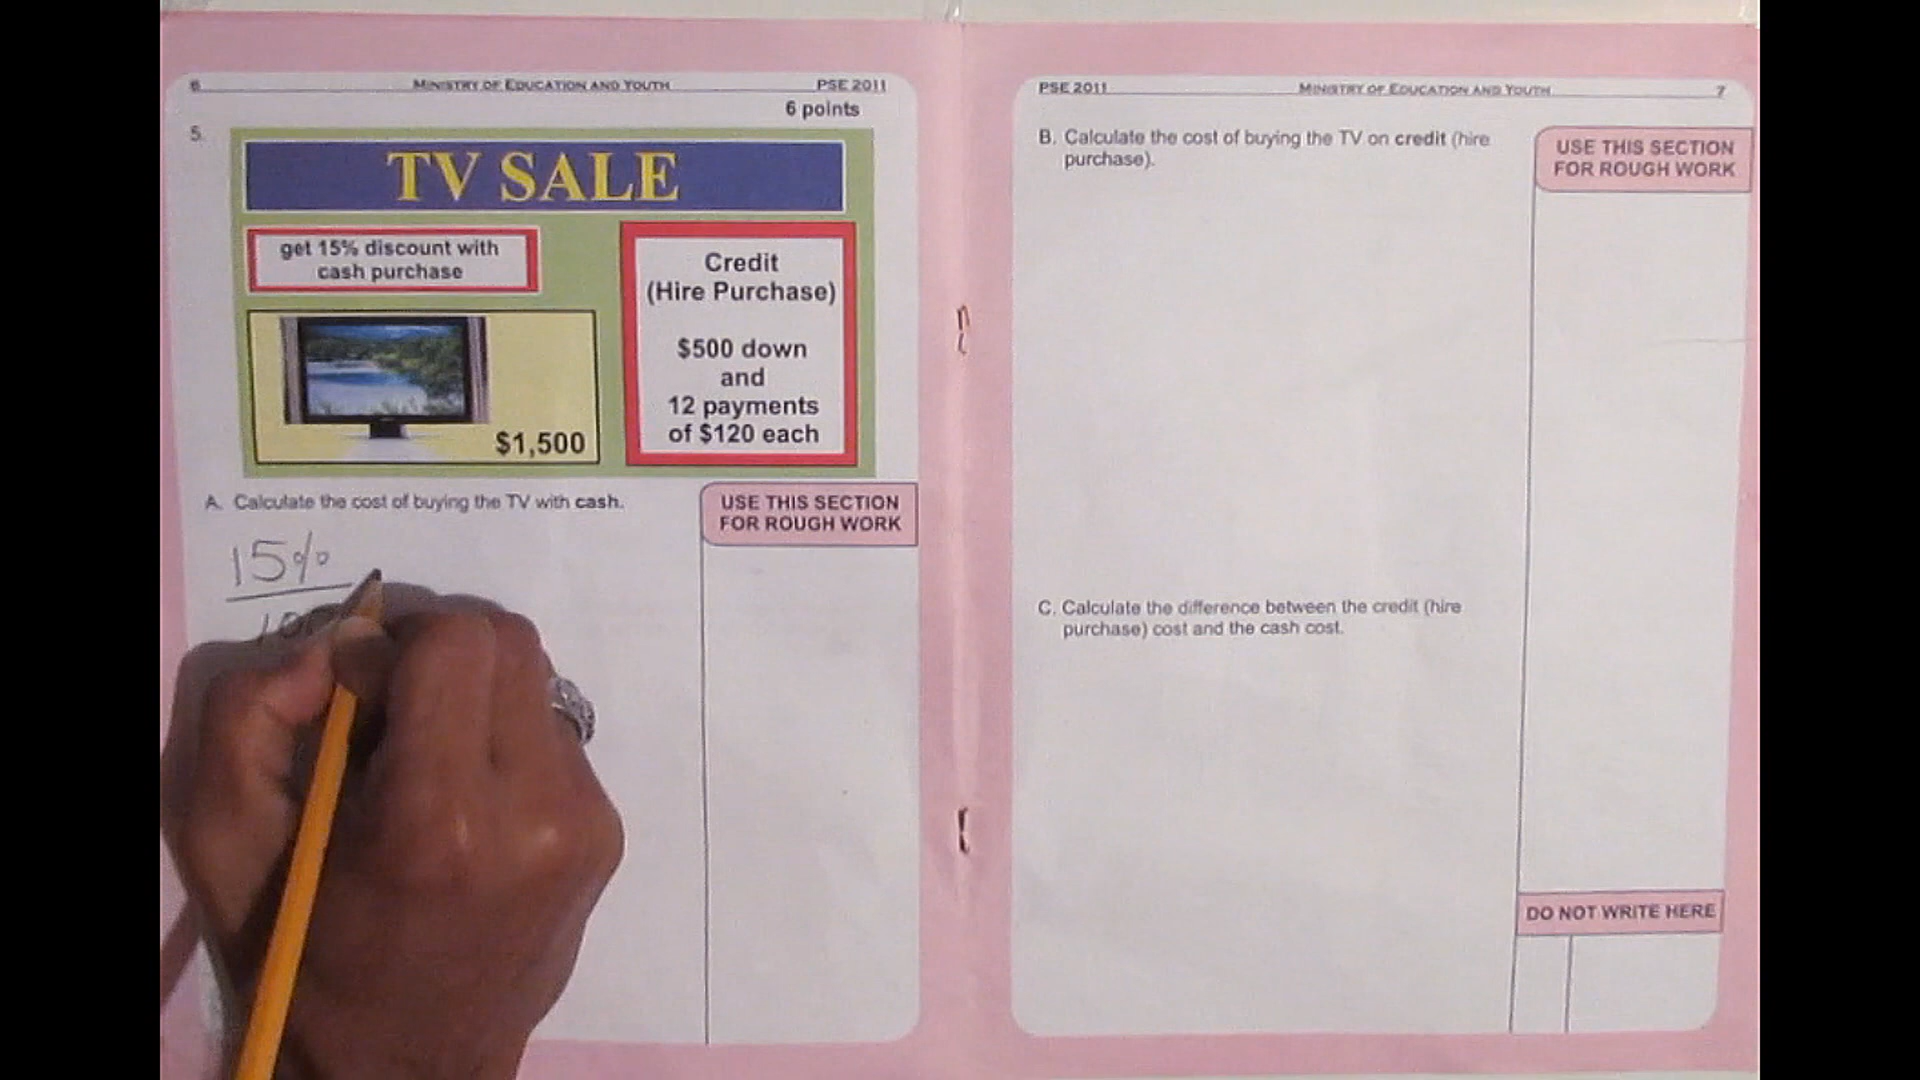 6 MINISTRY OF EDUCATION AND YOUTH PSE 2011
6 points
5.
TV SALE
get 15% discount with
cash purchase
$1,500
Credit
(Hire Purchase)
$500 down
and
12 payments
of $120 each
A. Calculate the cost of buying the TV with cash.
USE THIS SECTION
FOR ROUGH WORK
15%
PSE 2011 MINISTRY OF EDUCATION AND YOUTH 7
B. Calculate the cost of buying the TV on credit (hire
purchase).
USE THIS SECTION
FOR ROUGH WORK
C. Calculate the difference between the credit (hire
purchase) cost and the cash cost.
DO NOT WRITE HERE